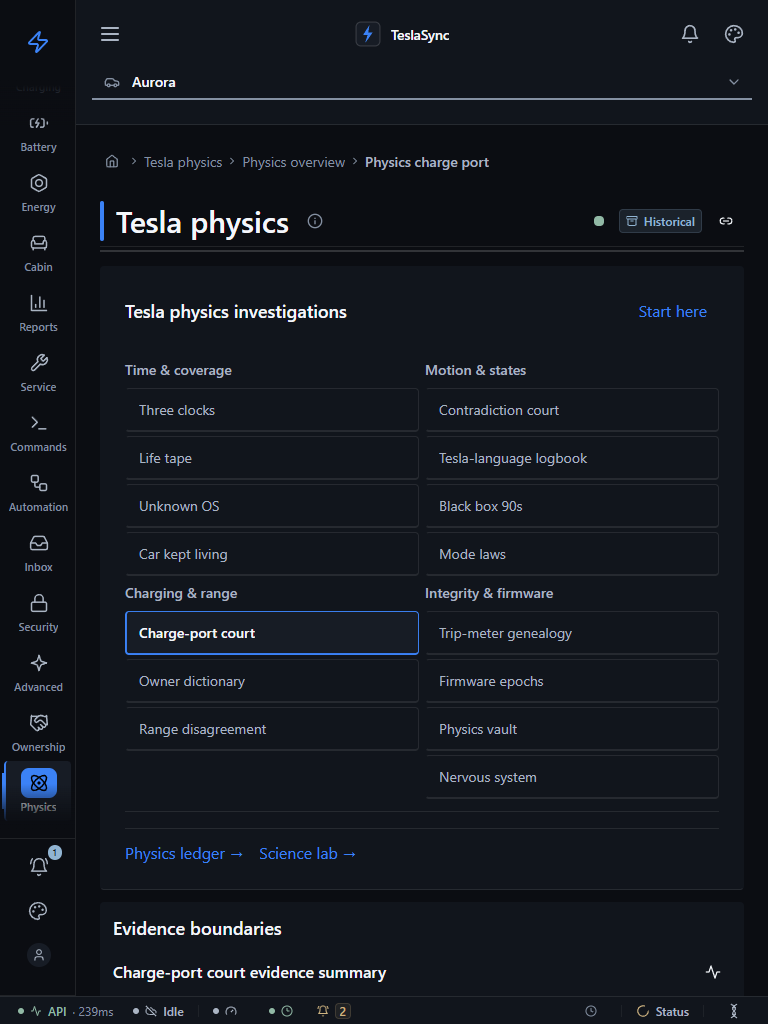 TeslaSync
Aurora
Charging
Battery
Energy
Cabin
Reports
Service
Commands
Automation
Inbox
Security
Advanced
Ownership
Physics
1
Tesla physics > Physics overview > Physics charge port
Tesla physics
Historical
Tesla physics investigations
Start here
Time & coverage
Three clocks
Life tape
Unknown OS
Car kept living
Motion & states
Contradiction court
Tesla-language logbook
Black box 90s
Mode laws
Charging & range
Charge-port court
Owner dictionary
Range disagreement
Integrity & firmware
Trip-meter genealogy
Firmware epochs
Physics vault
Nervous system
Physics ledger → Science lab →
Evidence boundaries
Charge-port court evidence summary
API · 239ms Idle 2 Status